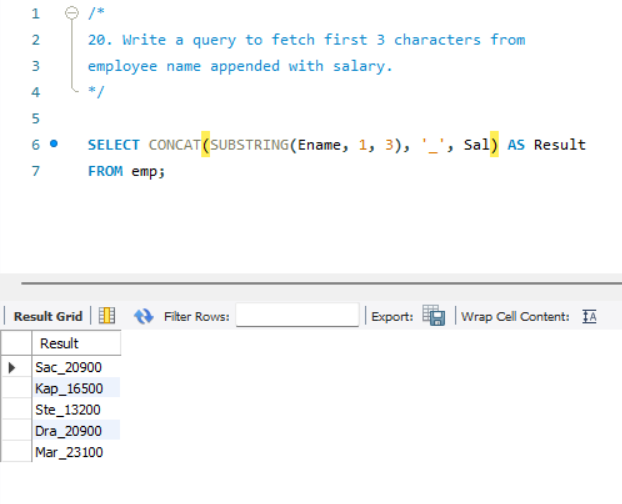 1 /*
2 20. Write a query to fetch first 3 characters from
3 employee name appended with salary.
4 */
5
6 SELECT CONCAT(SUBSTRING(Ename, 1, 3), '_', Sal) AS Result
7 FROM emp;
Result Grid Filter Rows: Export: Wrap Cell Content: IA
Result
Sac_20900
Kap_16500
Ste_13200
Dra_20900
Mar_23100